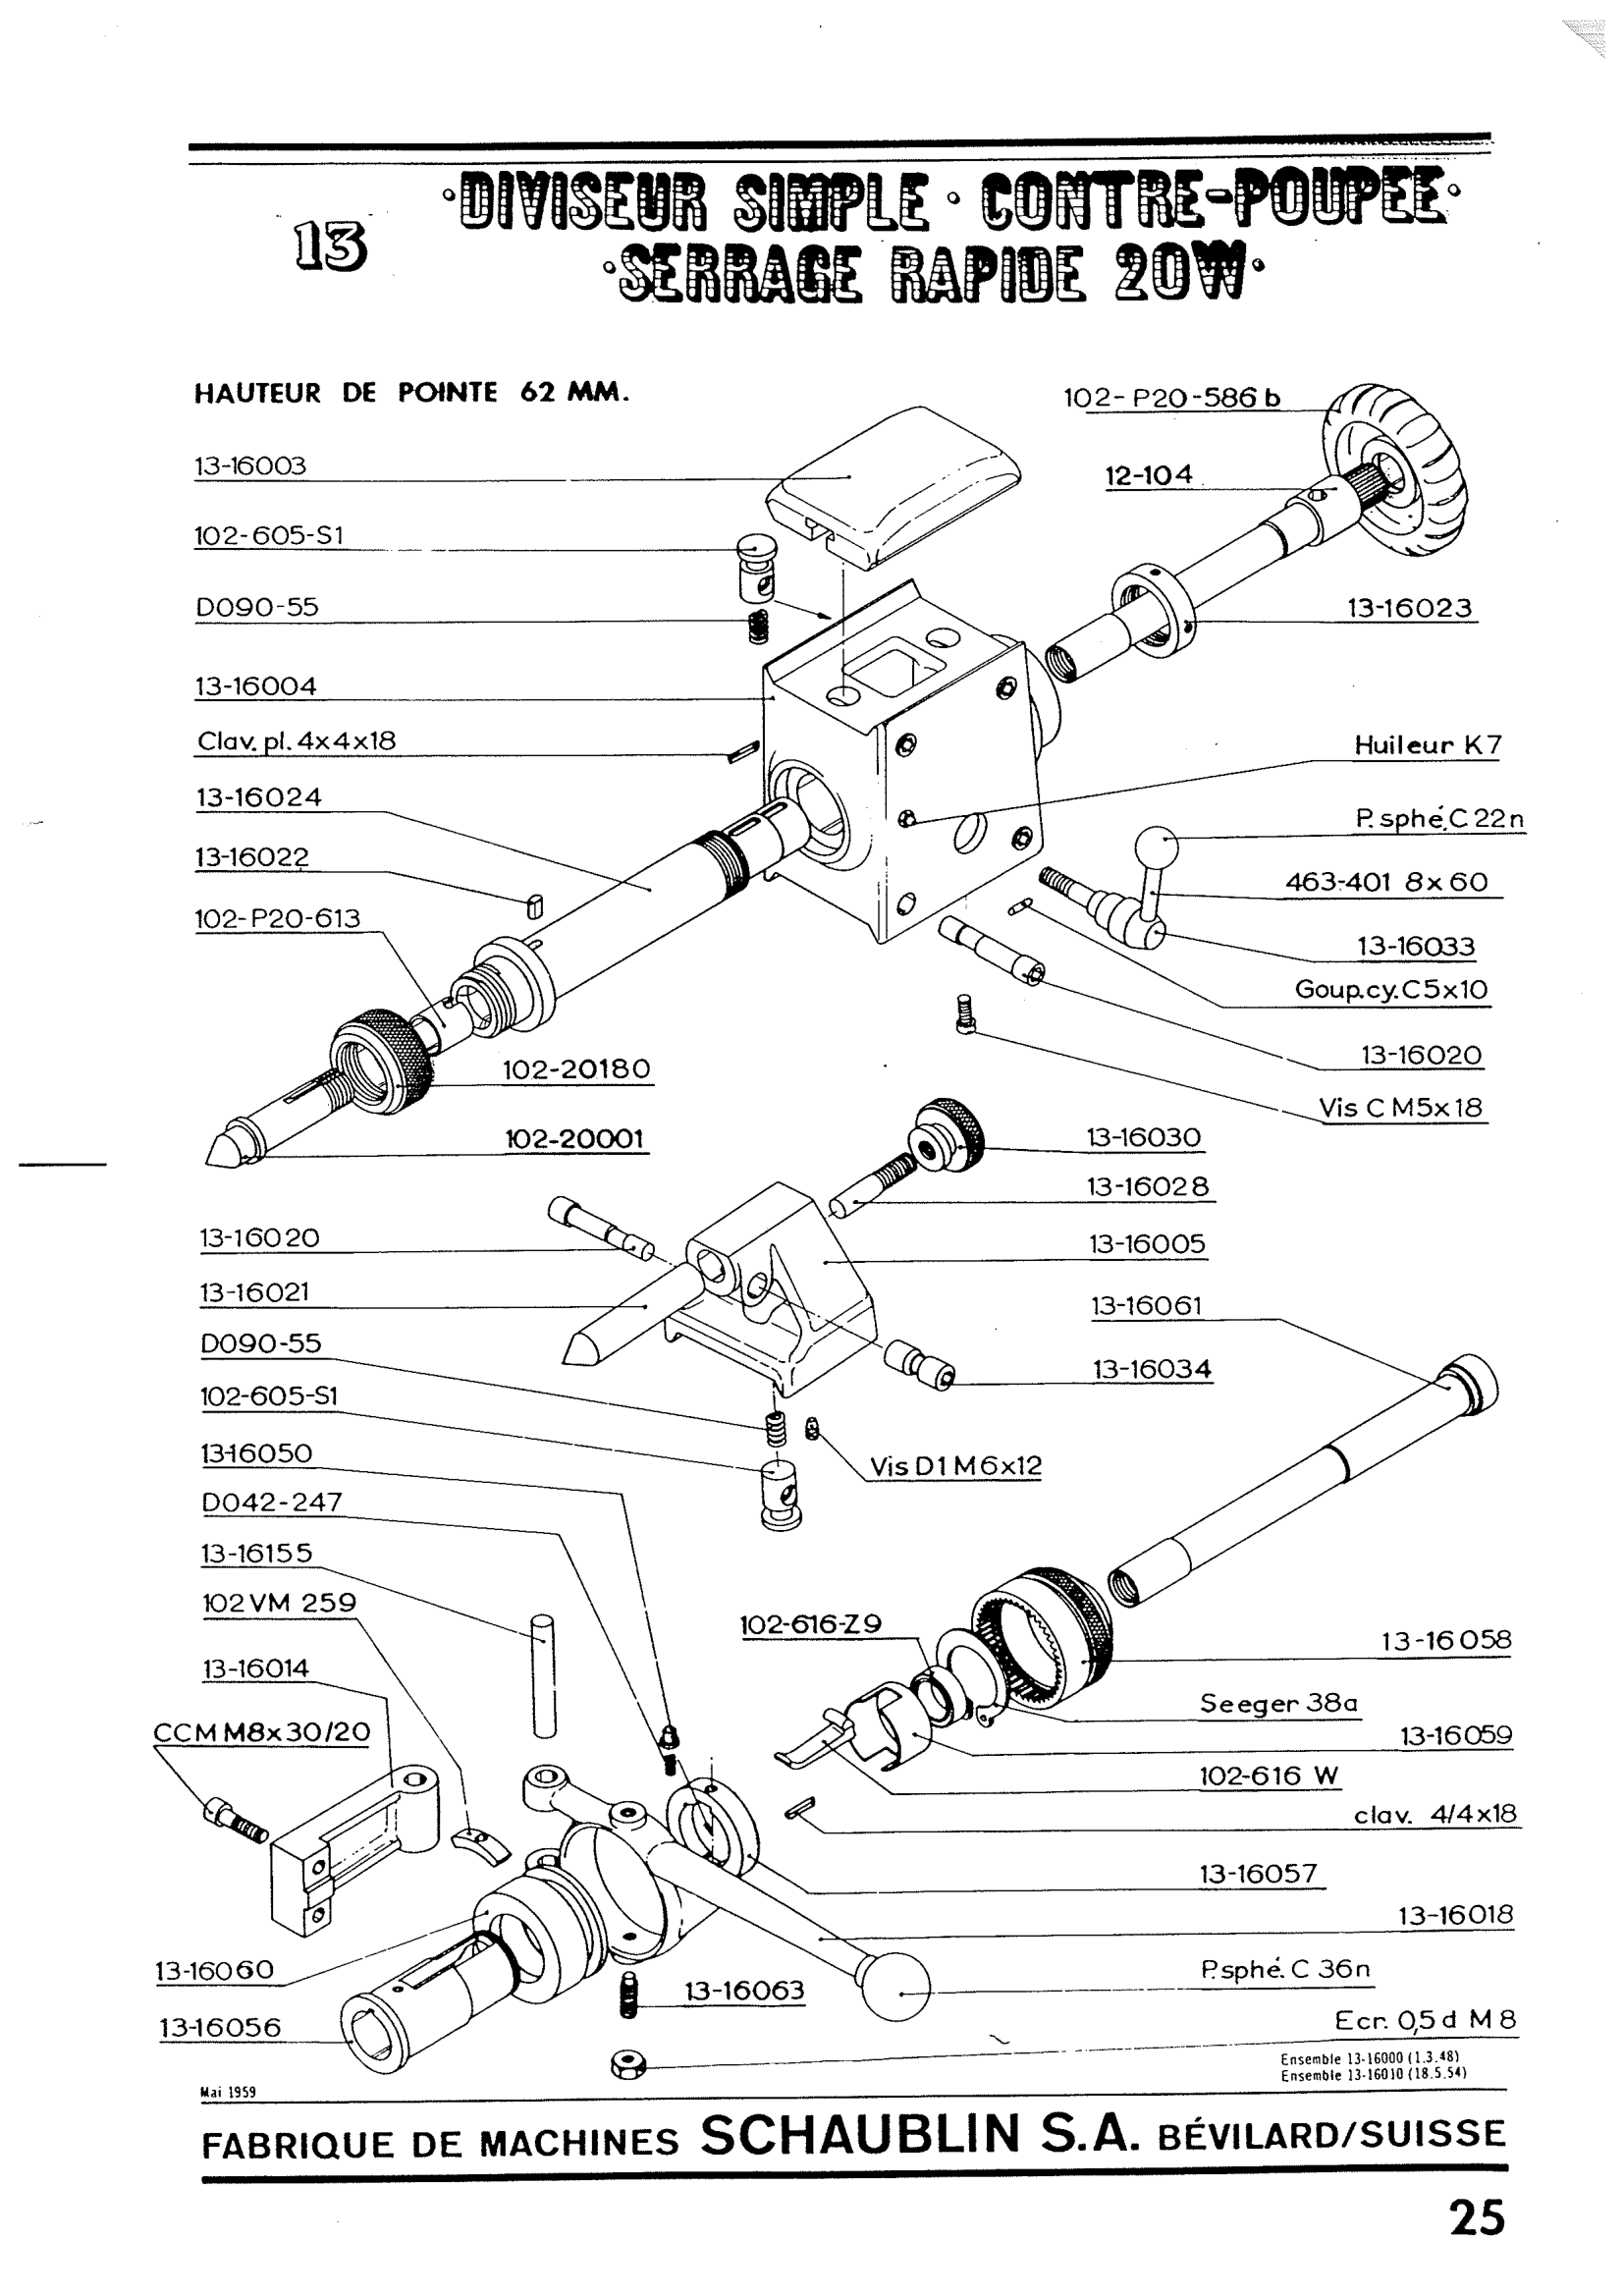 13
·DIVISEUR SIMPLE · CONTRE-POUPEE·
·SERRAGE RAPIDE 20W·
HAUTEUR DE POINTE 62 MM.
102-P20-586b
13-16003
12-104
102-605-S1
D090-55
13-16023
13-16004
Clav. pl. 4x4x18
Huileur K7
13-16024
P. sphé. C 22n
13-16022
463-401 8x60
102-P20-613
13-16033
Goup. cy. C5x10
102-20180
13-16020
Vis C M5x18
102-20001
13-16030
13-16028
13-16020
13-16005
13-16021
13-16061
D090-55
13-16034
102-605-S1
13-16050
Vis D1 M6x12
D042-247
13-16155
102 VM 259
102-616-Z9
13-16058
13-16014
Seeger 38a
CCM M8x30/20
13-16059
102-616 W
clav. 4/4x18
13-16057
13-16018
13-16060
P.sphé. C 36n
13-16063
13-16056
Ecr. 0,5 d M 8
Ensemble 13-16000 (1.3.48)
Ensemble 13-16010 (18.5.54)
Mai 1959
FABRIQUE DE MACHINES SCHAUBLIN S.A. BÉVILARD/SUISSE
25